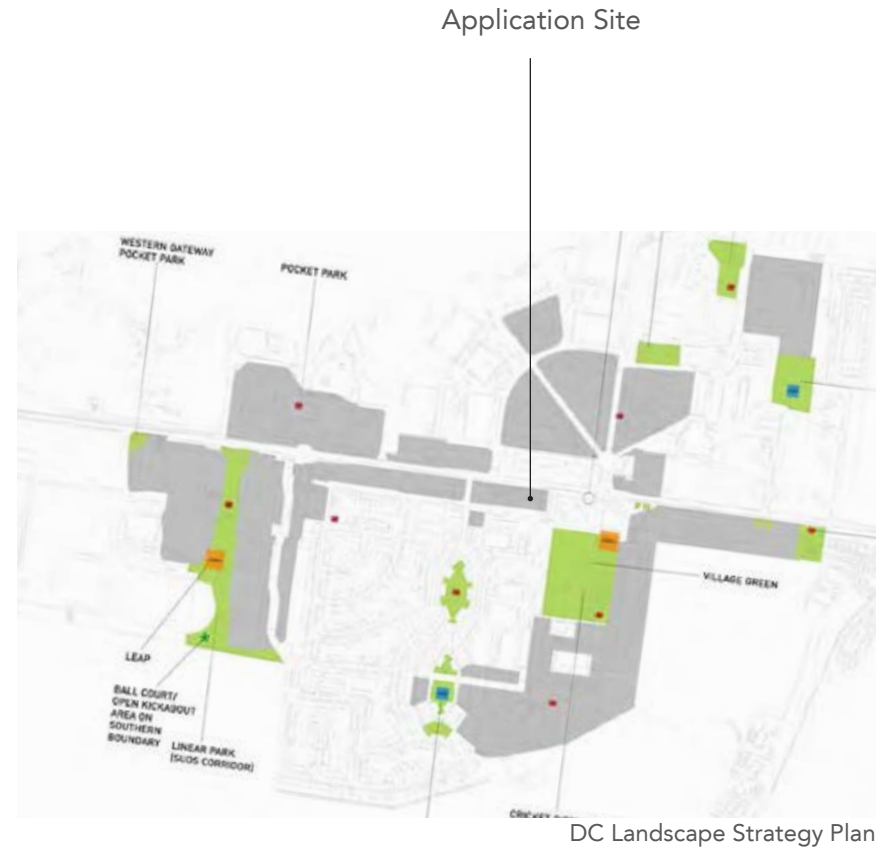 Application Site
WESTERN GATEWAY
POCKET PARK
POCKET PARK
VILLAGE GREEN
LEAP
BALL COURT/
OPEN KICKABOUT
AREA ON
SOUTHERN
BOUNDARY
LINEAR PARK
(SUDS CORRIDOR)
CRICKET
DC Landscape Strategy Plan